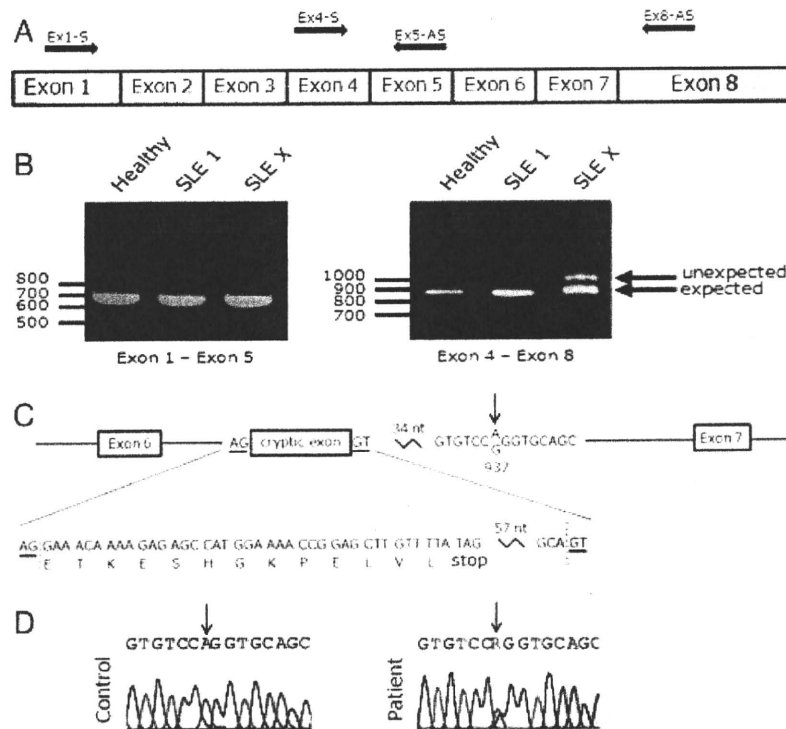 A
Ex1-S
Ex4-S
Ex5-AS
Ex8-AS
Exon 1 Exon 2 Exon 3 Exon 4 Exon 5 Exon 6 Exon 7 Exon 8
B
Healthy SLE 1 SLE X
800
700
600
500
Exon 1 - Exon 5
Healthy SLE 1 SLE X
1000
900
800
700
unexpected
expected
Exon 4 - Exon 8
C
Exon 6 AG cryptic exon GT 34 nt GTGTCC A GGTGCAGC Exon 7
G
937
AG GAA ACA AAA GAG AGC CAT GGA AAA CCG GAG CTT GTT TTA TAG 57 nt GCA GT
E T K E S H G K P E L V L stop
D
GTGTCCAGGTGCAGC
Control
GTGTCCRGGTGCAGC
Patient